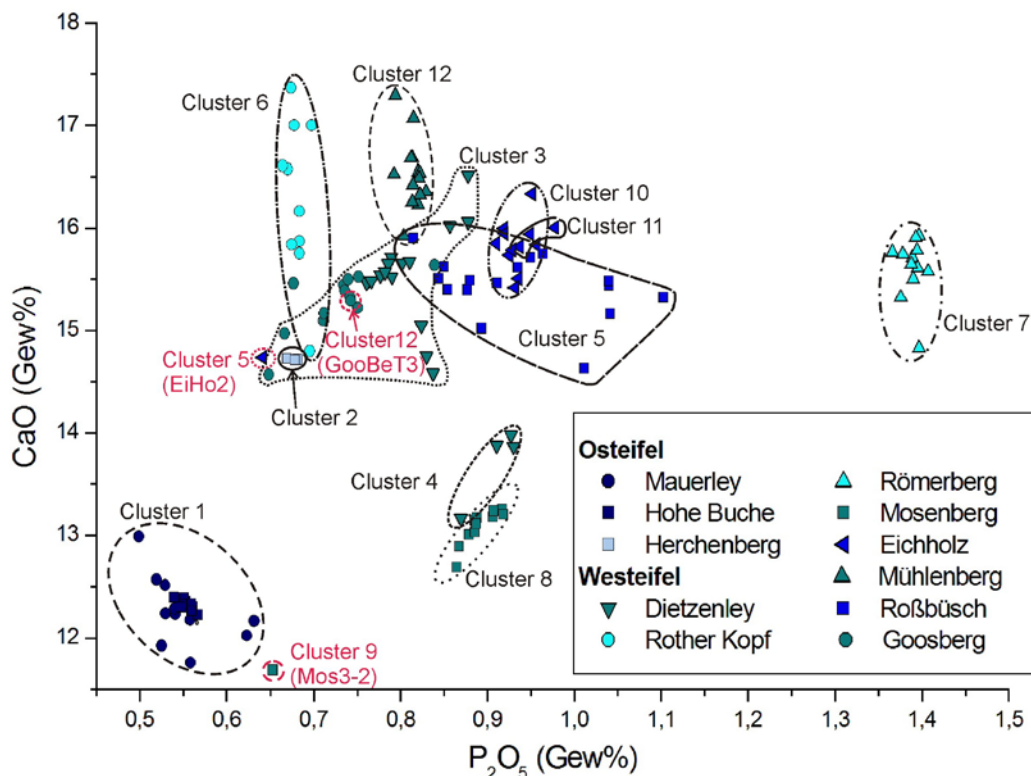 18
17
16
15
14
13
12
CaO (Gew%)
0,5 0,6 0,7 0,8 0,9 1,0 1,1 1,2 1,3 1,4 1,5
P2O5 (Gew%)
Cluster 12
Cluster 6
Cluster 3
Cluster 10
Cluster 11
Cluster 7
Cluster 5
Cluster12
(GooBeT3)
Cluster 5
(EiHo2)
Cluster 2
Cluster 4
Cluster 1
Cluster 8
Cluster 9
(Mos3-2)
Osteifel
Mauerley
Hohe Buche
Herchenberg
Westeifel
Dietzenley
Rother Kopf
Römerberg
Mosenberg
Eichholz
Mühlenberg
Roßbüsch
Goosberg